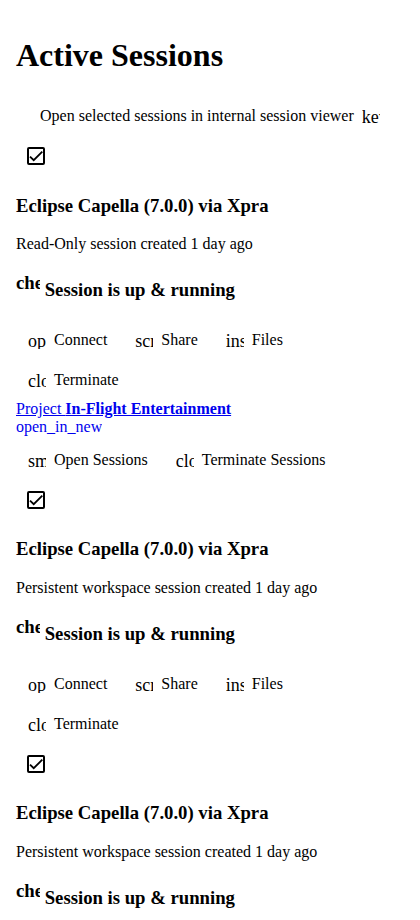 Active Sessions
Open selected sessions in internal session viewer ke
Eclipse Capella (7.0.0) via Xpra
Read-Only session created 1 day ago
che Session is up & running
op Connect scr Share ins Files
clo Terminate
Project In-Flight Entertainment
open_in_new
sm Open Sessions clo Terminate Sessions
Eclipse Capella (7.0.0) via Xpra
Persistent workspace session created 1 day ago
che Session is up & running
op Connect scr Share ins Files
clo Terminate
Eclipse Capella (7.0.0) via Xpra
Persistent workspace session created 1 day ago
che Session is up & running